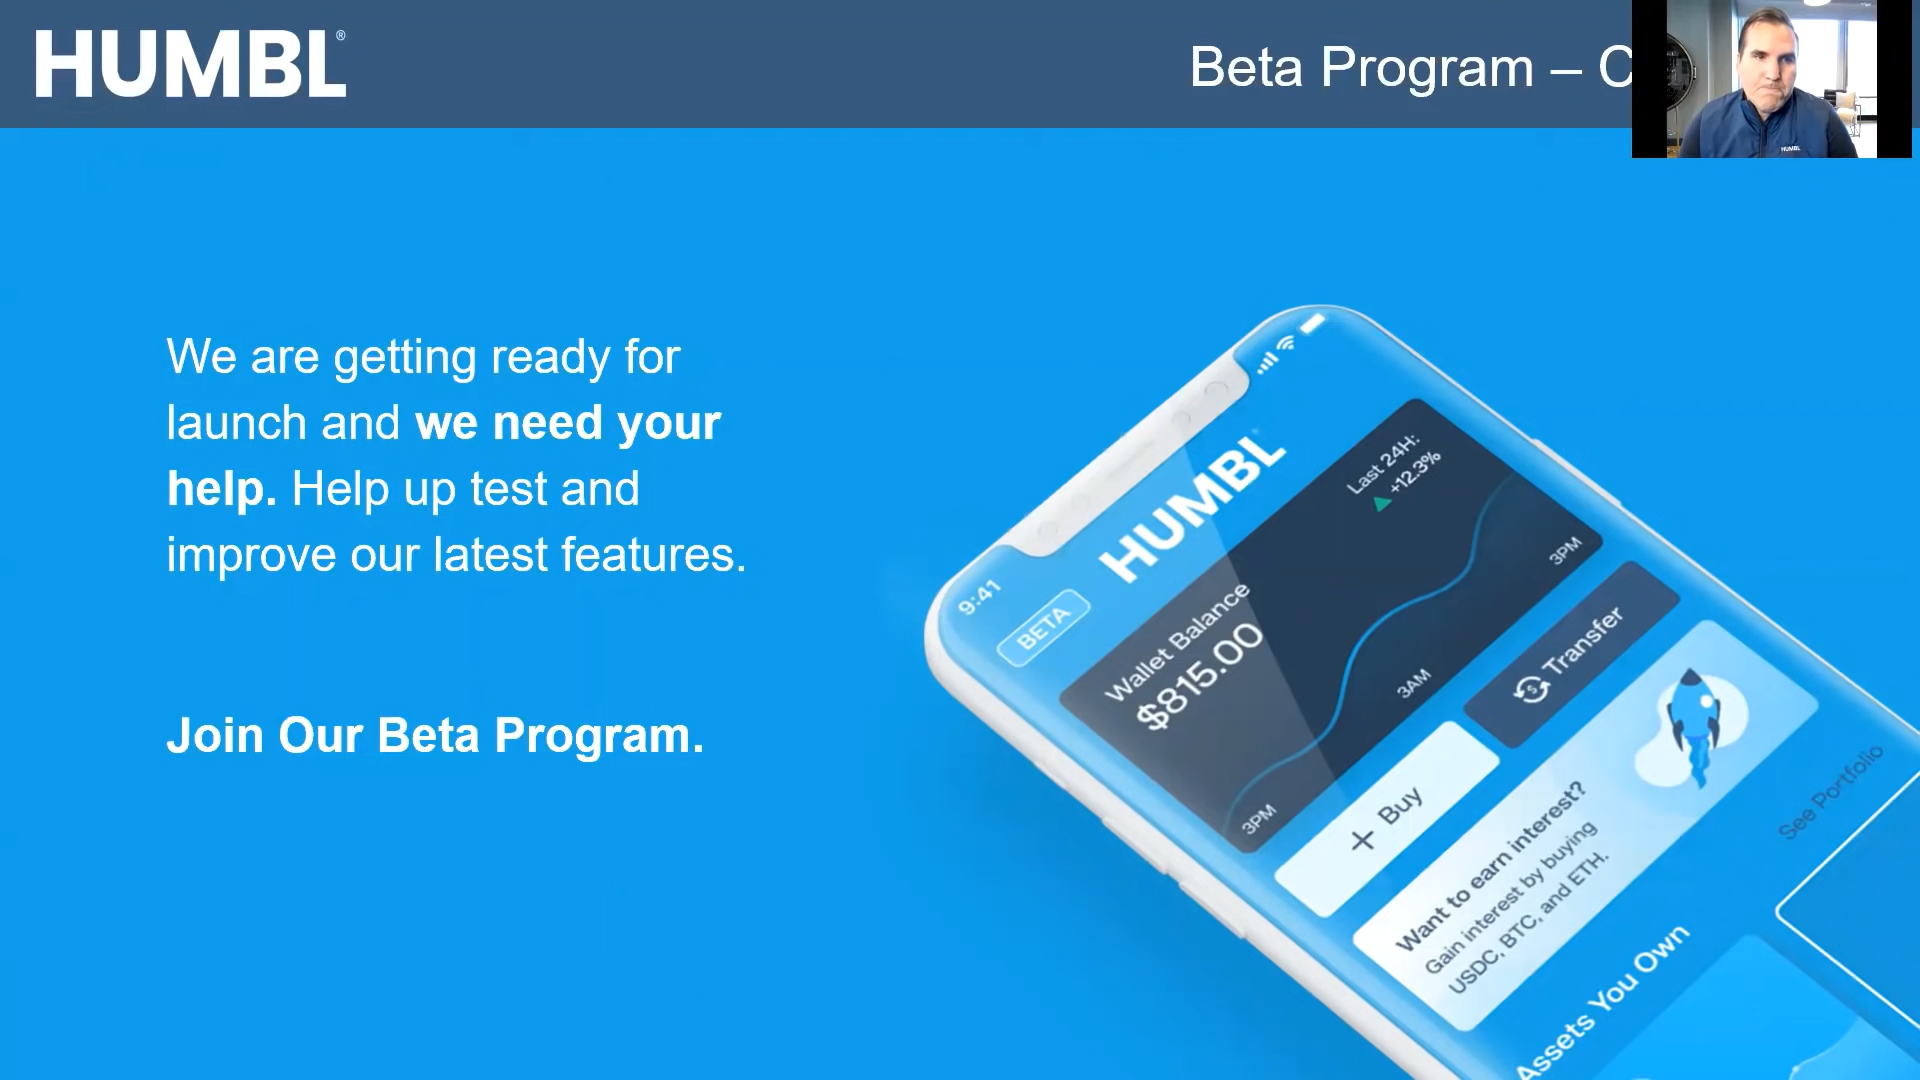 HUMBL®
Beta Program – C
HUMBL
We are getting ready for
launch and we need your
help. Help up test and
improve our latest features.
Join Our Beta Program.
9:41
BETA
HUMBL
Last 24H:
+12.3%
Wallet Balance
$815.00
3PM
3AM
3PM
+ Buy
Transfer
Want to earn interest?
Gain interest by buying
USDC, BTC, and ETH.
Assets You Own
See Portfolio